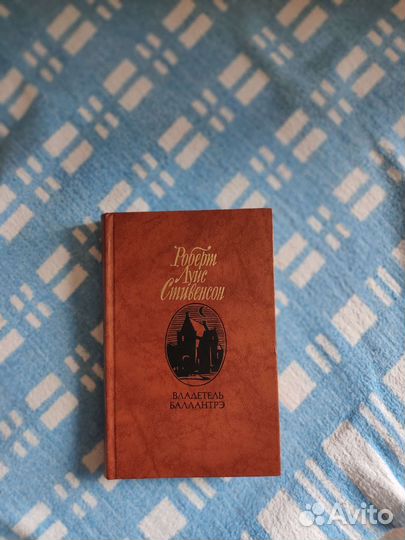 Роберт
Луис
Стивенсон
ВЛАДЕТЕЛЬ
БАЛЛАНТРЭ
Avito